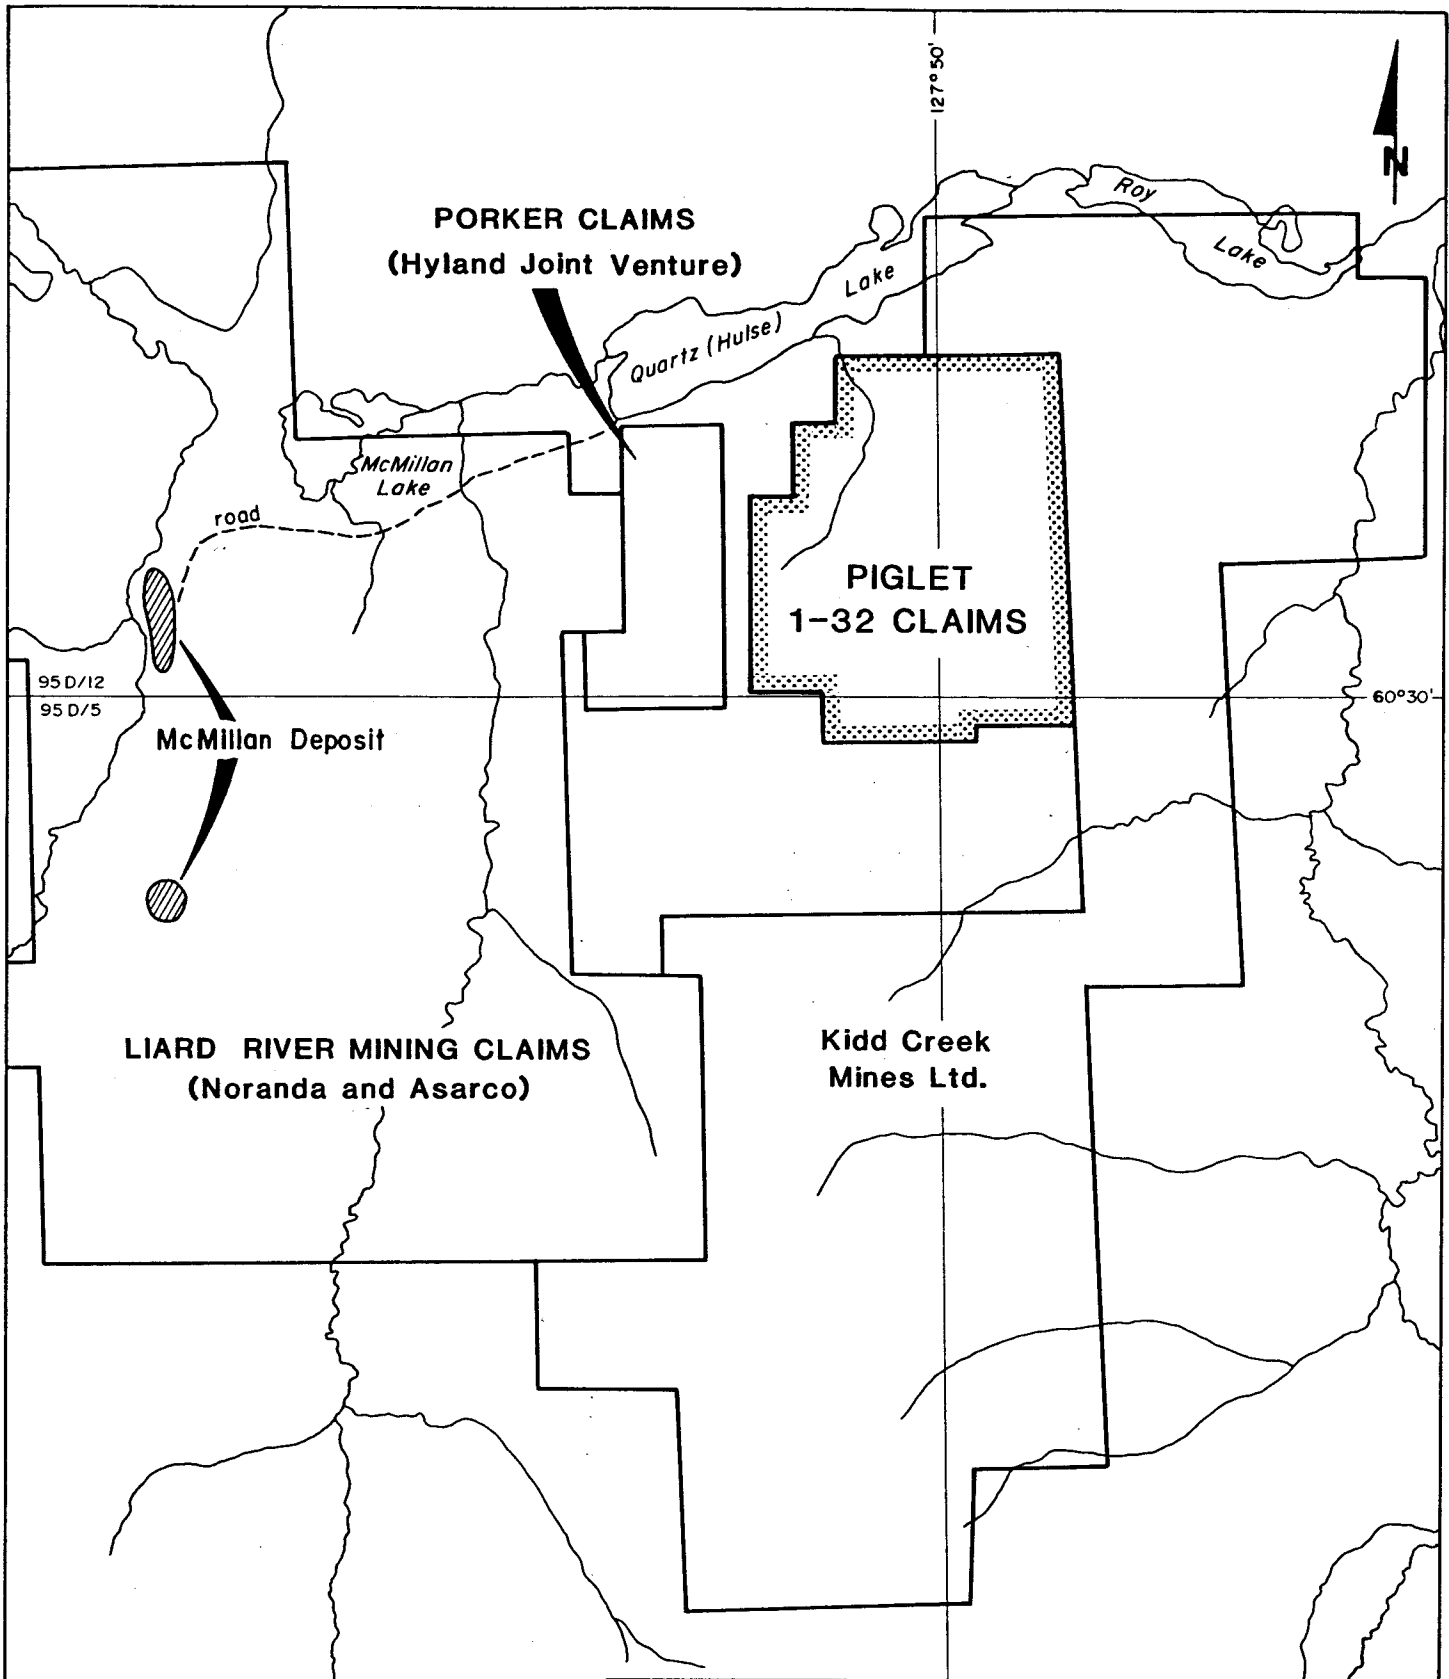 127°50'
N
Roy
Lake
PORKER CLAIMS
(Hyland Joint Venture)
Lake
Quartz (Hulse)
McMillan
Lake
road
PIGLET
1-32 CLAIMS
95 D/12
95 D/5
60°30'
McMillan Deposit
LIARD RIVER MINING CLAIMS
(Noranda and Asarco)
Kidd Creek
Mines Ltd.